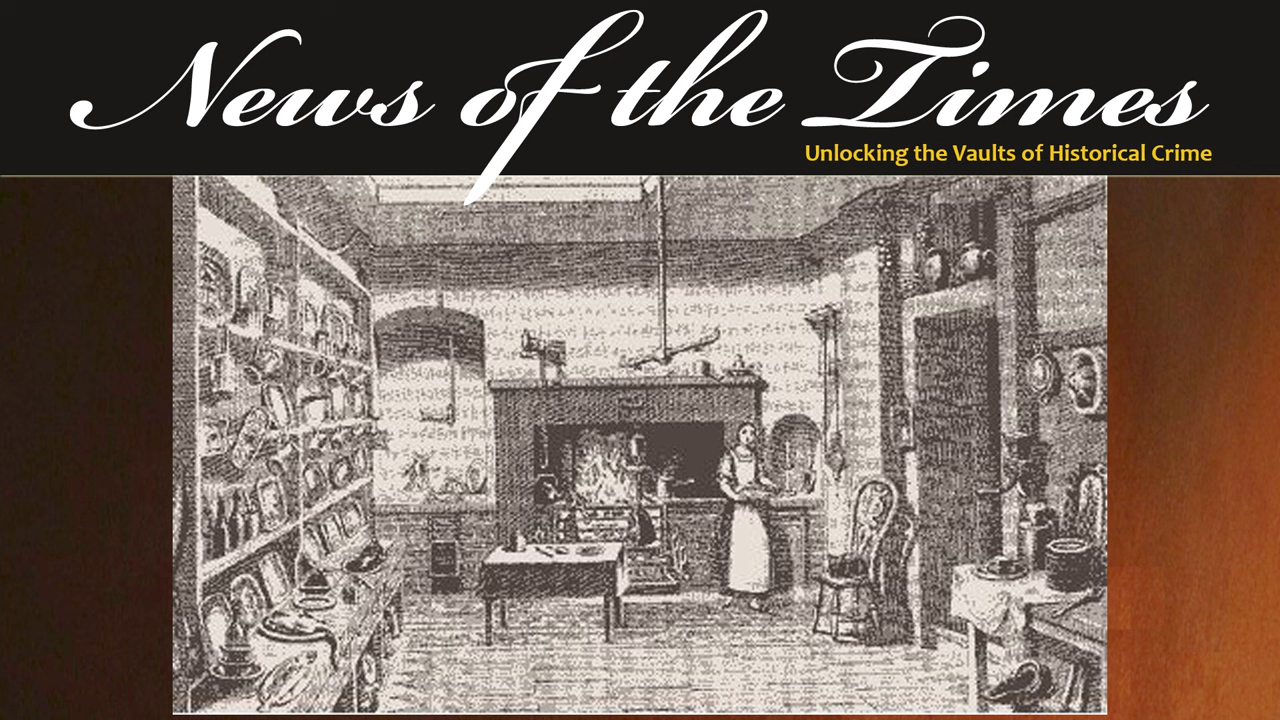 News of the Times
Unlocking the Vaults of Historical Crime